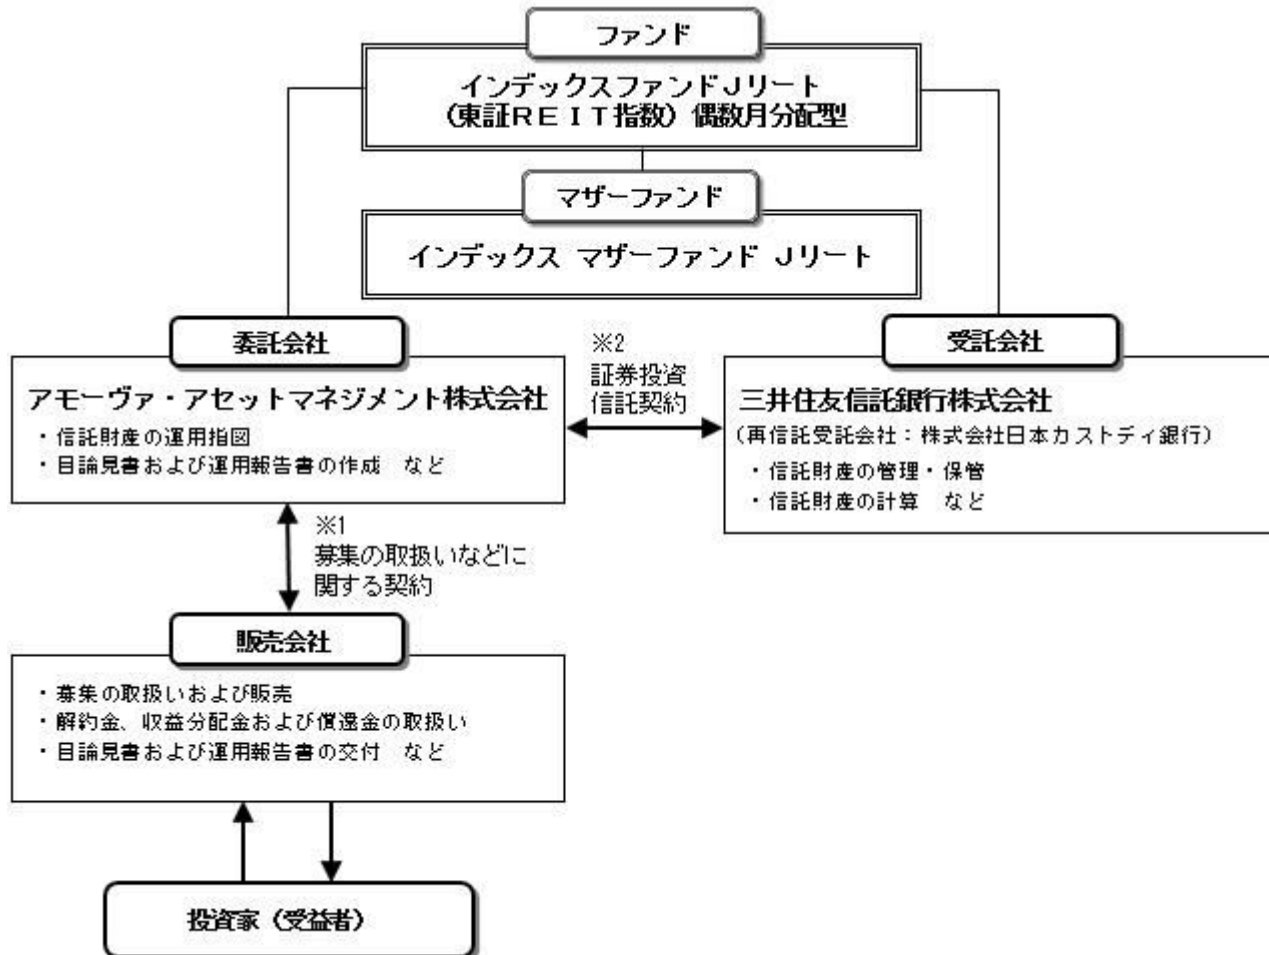 ファンド
インデックスファンドJリート
(東証REIT指数)偶数月分配型
マザーファンド
インデックス マザーファンド Jリート
委託会社
アモーヴァ・アセットマネジメント株式会社
・信託財産の運用指図
・目論見書および運用報告書の作成 など
※2
証券投資
信託契約
受託会社
三井住友信託銀行株式会社
(再信託受託会社:株式会社日本カストディ銀行)
・信託財産の管理・保管
・信託財産の計算 など
※1
募集の取扱いなどに
関する契約
販売会社
・募集の取扱いおよび販売
・解約金、収益分配金および償還金の取扱い
・目論見書および運用報告書の交付 など
投資家(受益者)